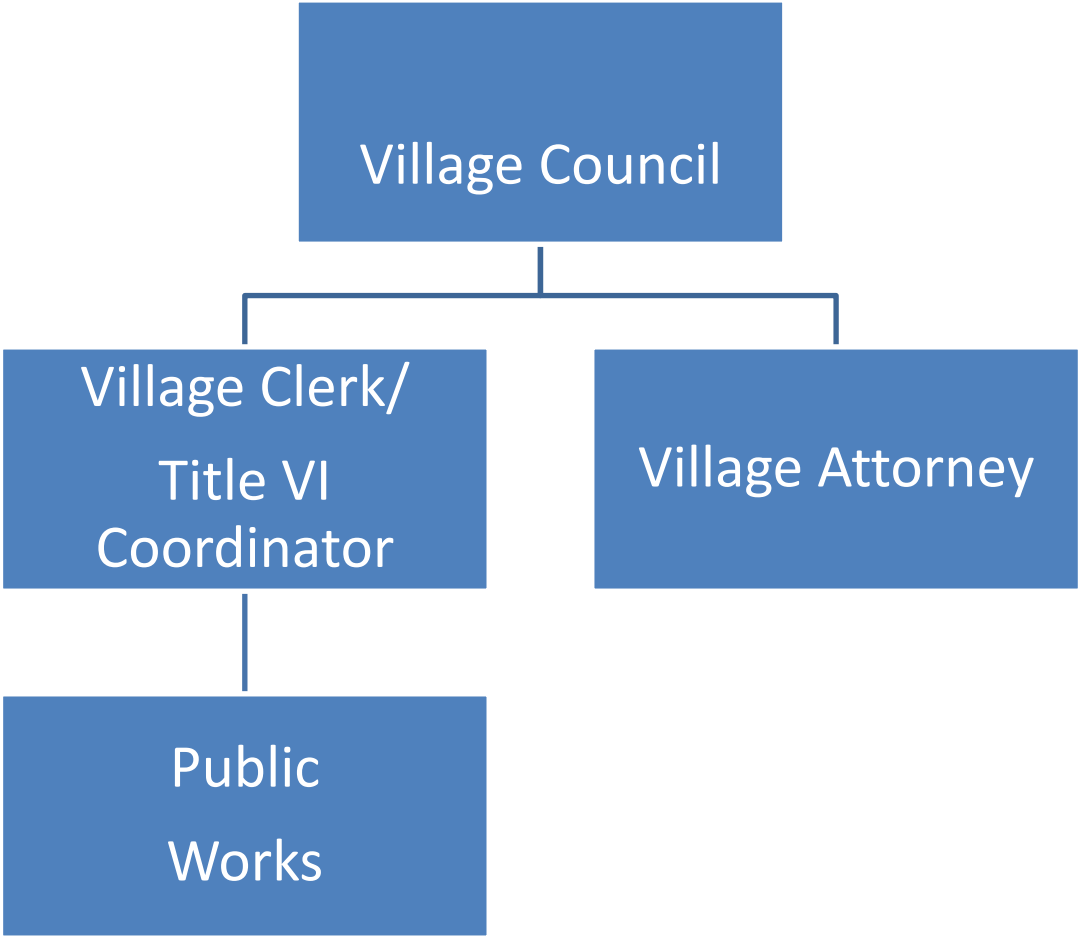 Village Council
Village Clerk/
Title VI
Coordinator
Village Attorney
Public
Works